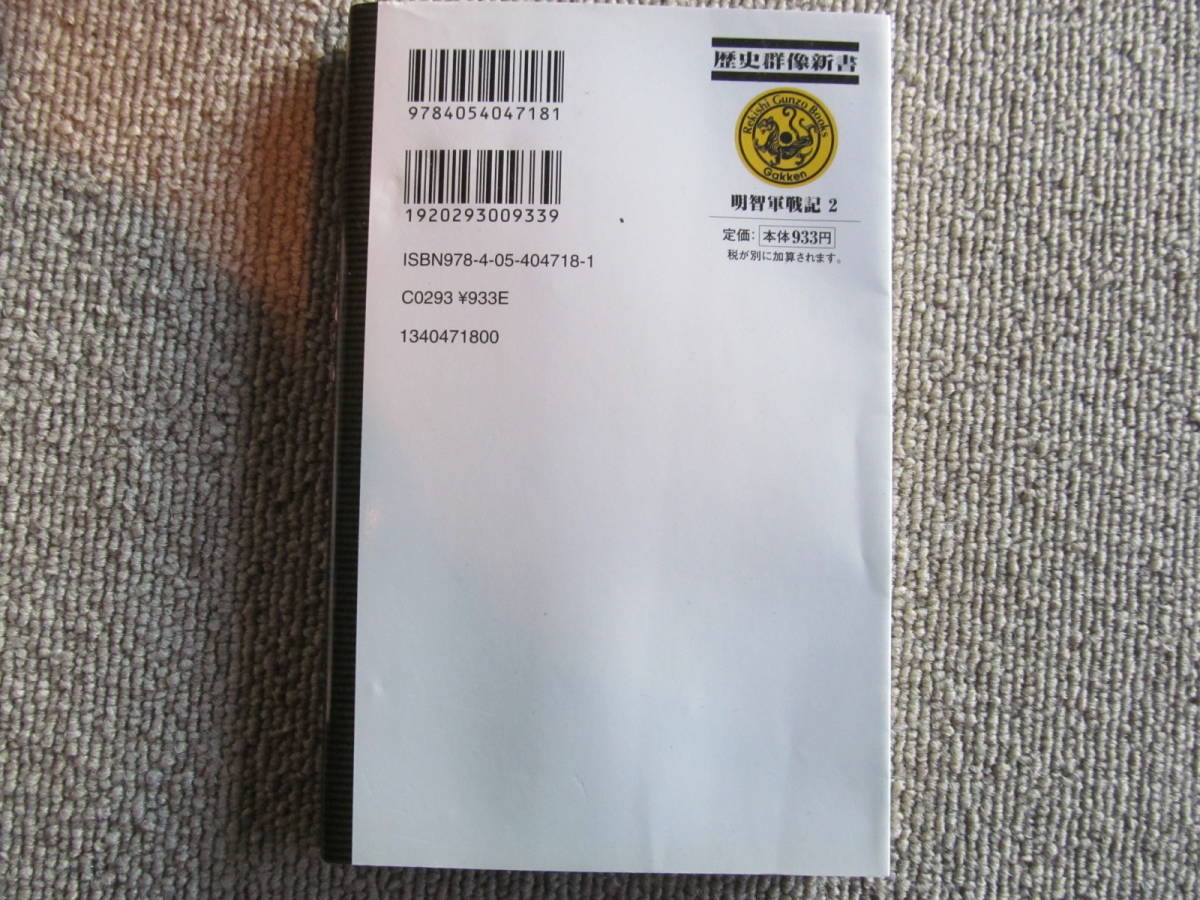 9784054047181
1920293009339
ISBN978-4-05-404718-1
C0293 ¥933E
1340471800
歴史群像新書
Rekishi Gunzo Books
Gakken
明智軍戦記 2
定価：本体933円
税が別に加算されます。